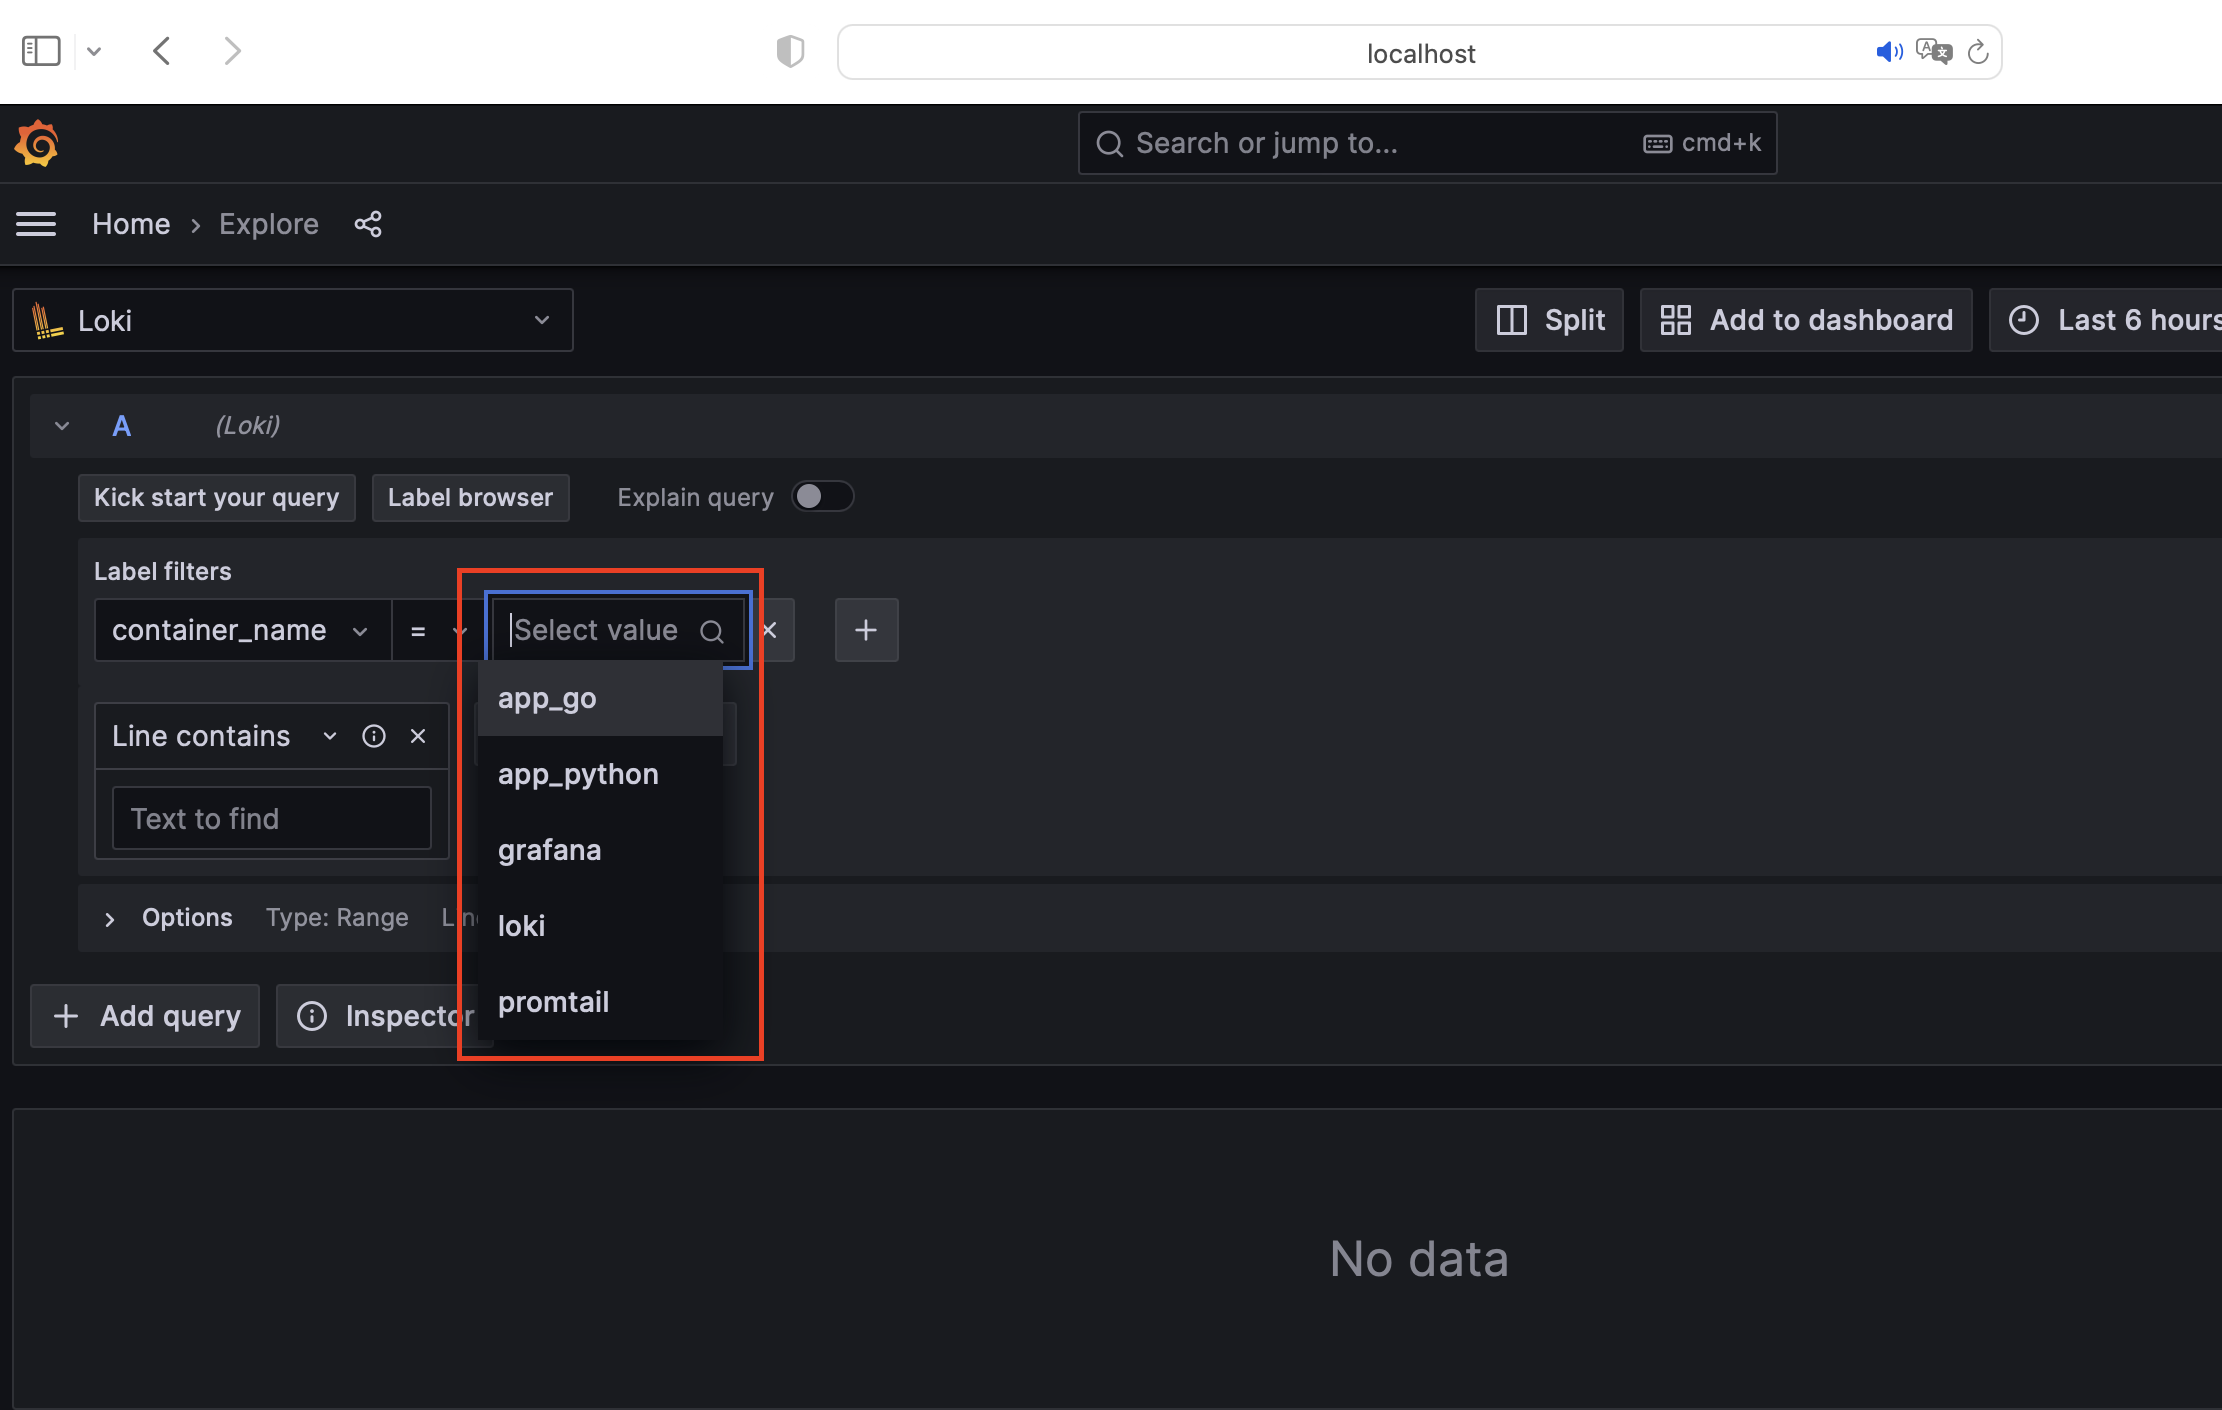 localhost
Search or jump to...
cmd+k
Home › Explore
Loki
Split
Add to dashboard
Last 6 hours
A
(Loki)
Kick start your query
Label browser
Explain query
Label filters
container_name
=
Select value
app_go
app_python
grafana
loki
promtail
Line contains
Text to find
Options
Type: Range
Add query
Inspector
No data